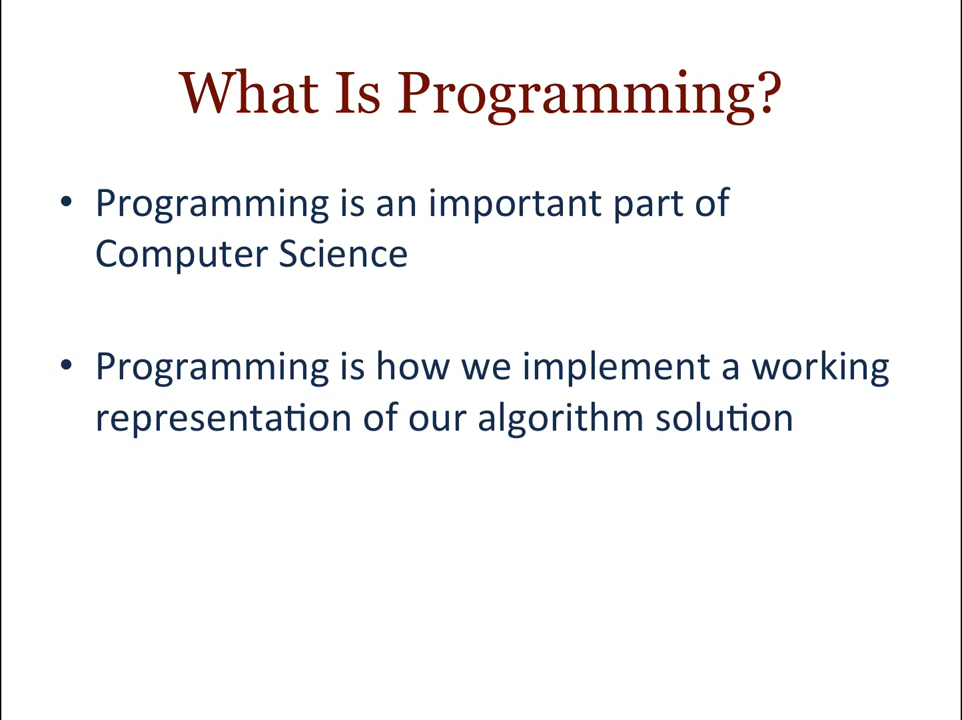 What Is Programming?
• Programming is an important part of
Computer Science
• Programming is how we implement a working
representation of our algorithm solution